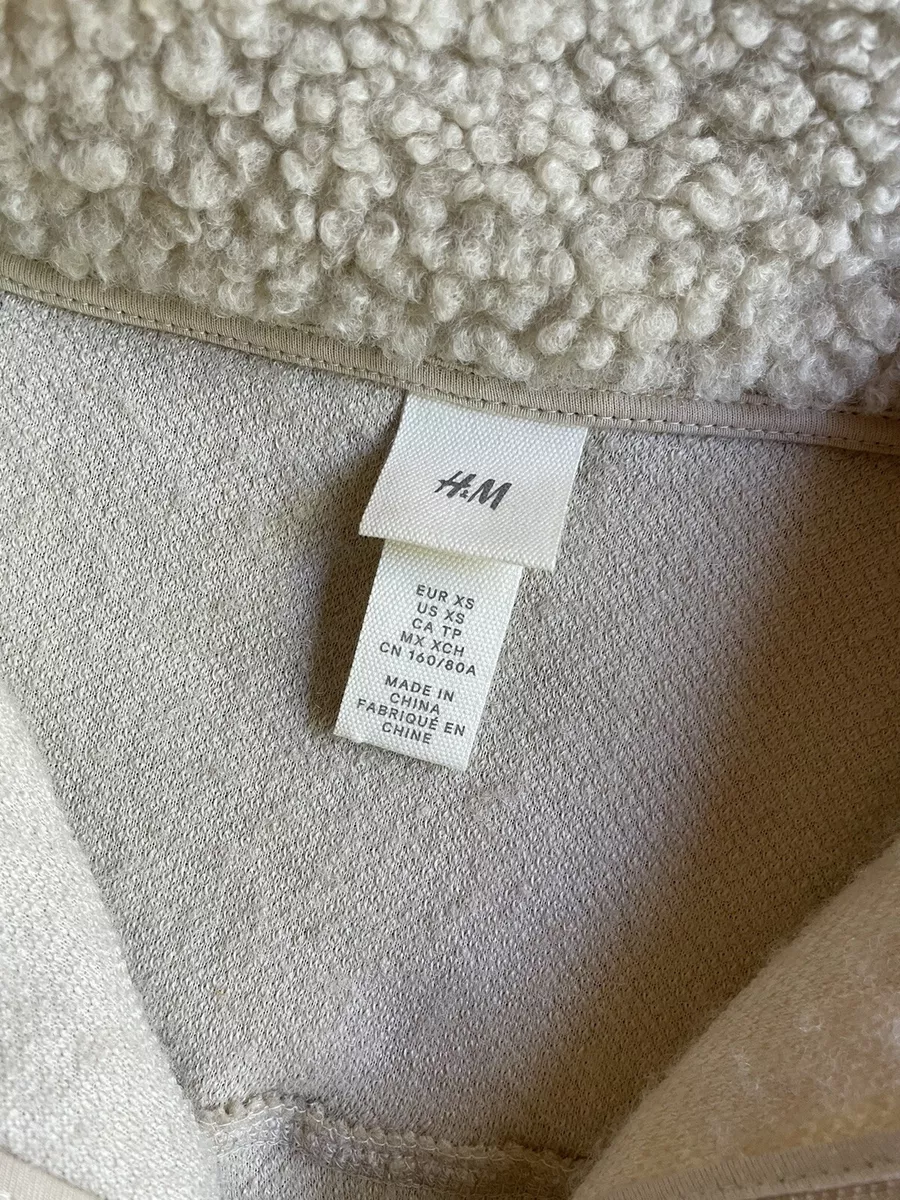 H&M
EUR XS
US XS
CA TP
MX XCH
CN 160/80A
MADE IN
CHINA
FABRIQUÉ EN
CHINE